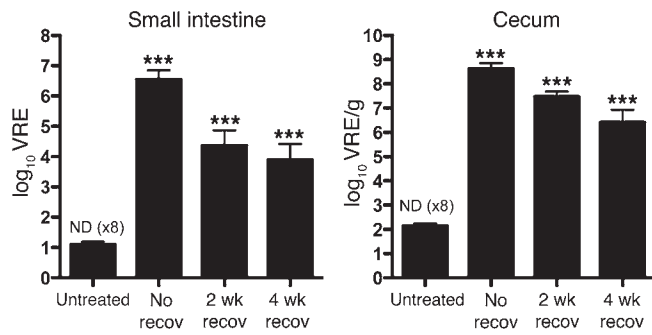 Small intestine
log10 VRE
7
6
5
4
3
2
1
0
ND (x8)
***
***
***
Untreated
No recov
2 wk recov
4 wk recov
Cecum
log10 VRE/g
10
9
8
7
6
5
4
3
2
1
0
ND (x8)
***
***
***
Untreated
No recov
2 wk recov
4 wk recov